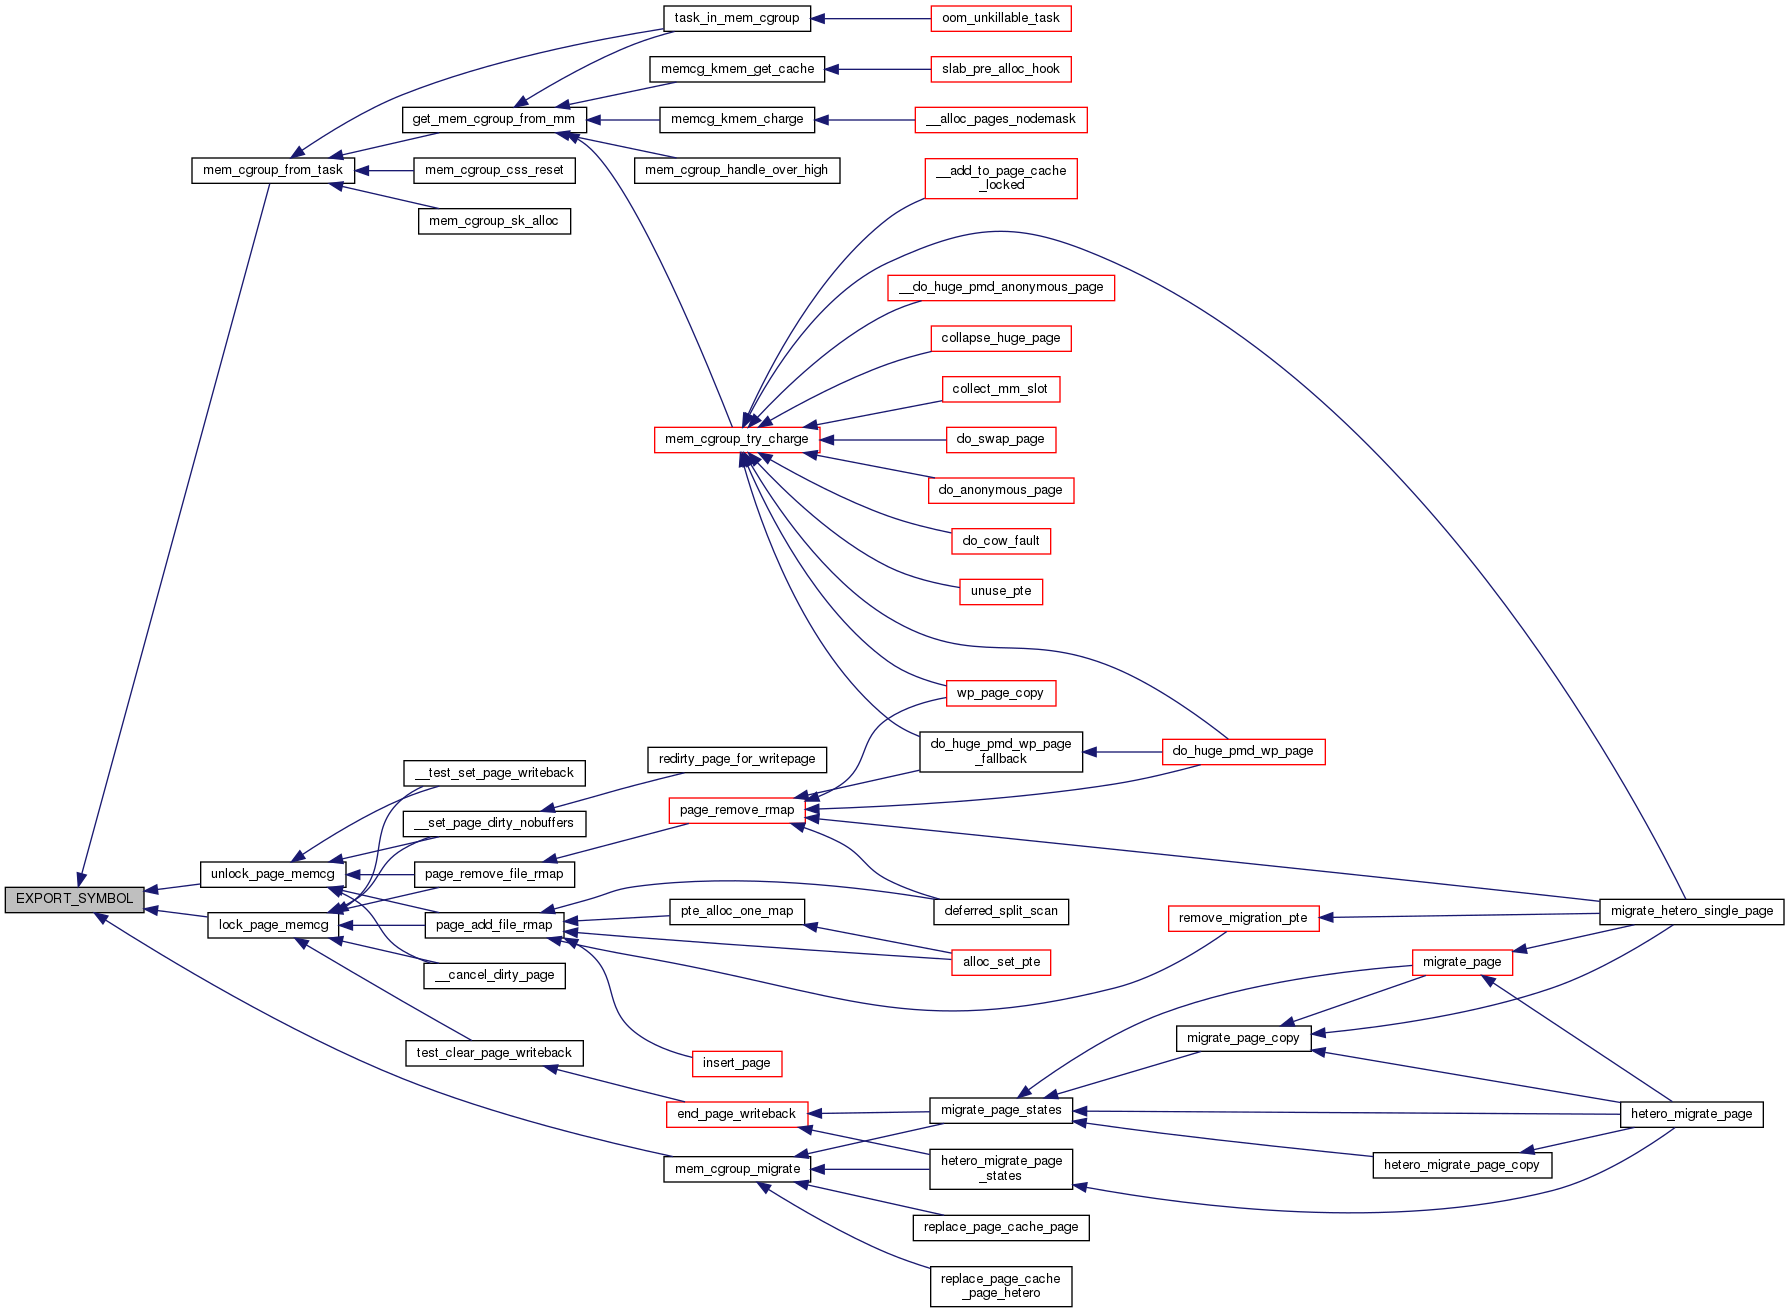 task_in_mem_cgroup
oom_unkillable_task
memcg_kmem_get_cache
slab_pre_alloc_hook
get_mem_cgroup_from_mm
memcg_kmem_charge
__alloc_pages_nodemask
mem_cgroup_from_task
mem_cgroup_css_reset
mem_cgroup_handle_over_high
__add_to_page_cache
_locked
mem_cgroup_sk_alloc
__do_huge_pmd_anonymous_page
collapse_huge_page
collect_mm_slot
mem_cgroup_try_charge
do_swap_page
do_anonymous_page
do_cow_fault
unuse_pte
wp_page_copy
do_huge_pmd_wp_page
_fallback
do_huge_pmd_wp_page
redirty_page_for_writepage
__test_set_page_writeback
page_remove_rmap
__set_page_dirty_nobuffers
unlock_page_memcg
page_remove_file_rmap
EXPORT_SYMBOL
pte_alloc_one_map
deferred_split_scan
migrate_hetero_single_page
remove_migration_pte
lock_page_memcg
page_add_file_rmap
alloc_set_pte
migrate_page
__cancel_dirty_page
migrate_page_copy
test_clear_page_writeback
insert_page
end_page_writeback
migrate_page_states
hetero_migrate_page
mem_cgroup_migrate
hetero_migrate_page
_states
hetero_migrate_page_copy
replace_page_cache_page
replace_page_cache
_page_hetero